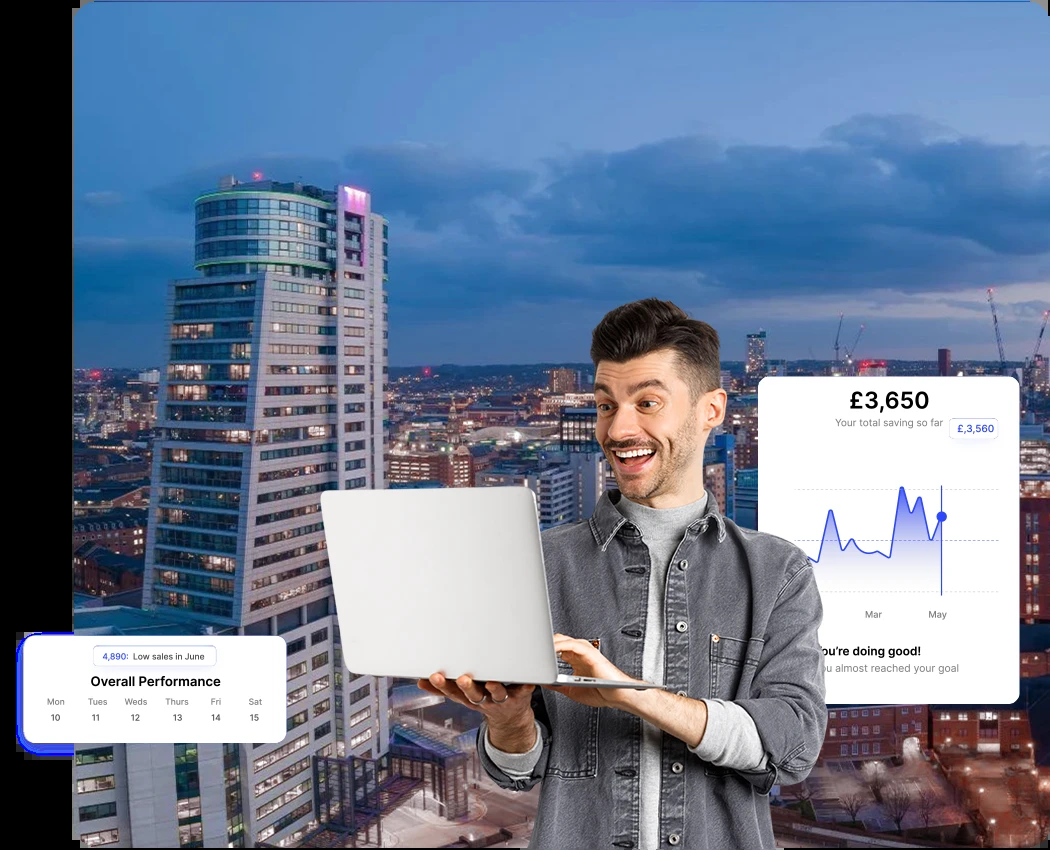 £3,650
Your total saving so far
£,3,560
Mar May
ou're doing good!
u almost reached your goal
4,890: Low sales in June
Overall Performance
Mon Tues Weds Thurs Fri Sat
10 11 12 13 14 15